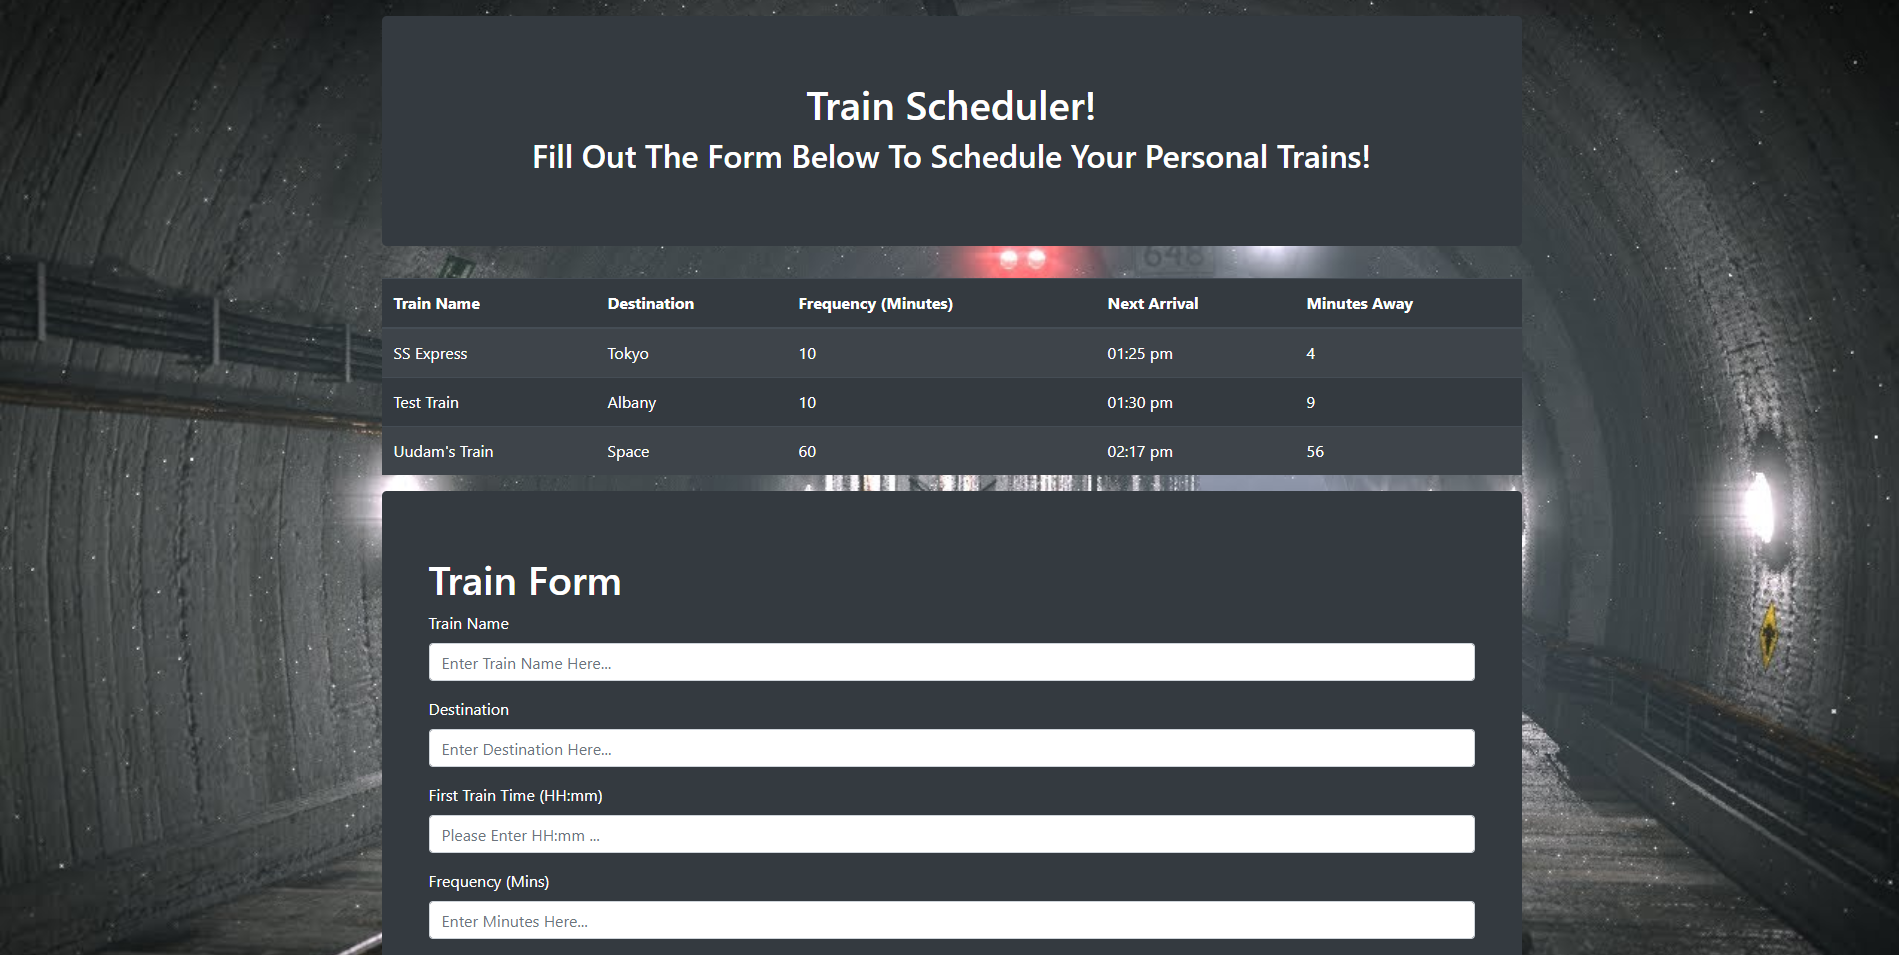 Train Scheduler!
Fill Out The Form Below To Schedule Your Personal Trains!
648
Train Name Destination Frequency (Minutes) Next Arrival Minutes Away
SS Express Tokyo 10 01:25 pm 4
Test Train Albany 10 01:30 pm 9
Uudam's Train Space 60 02:17 pm 56
Train Form
Train Name
Enter Train Name Here...
Destination
Enter Destination Here...
First Train Time (HH:mm)
Please Enter HH:mm ...
Frequency (Mins)
Enter Minutes Here...